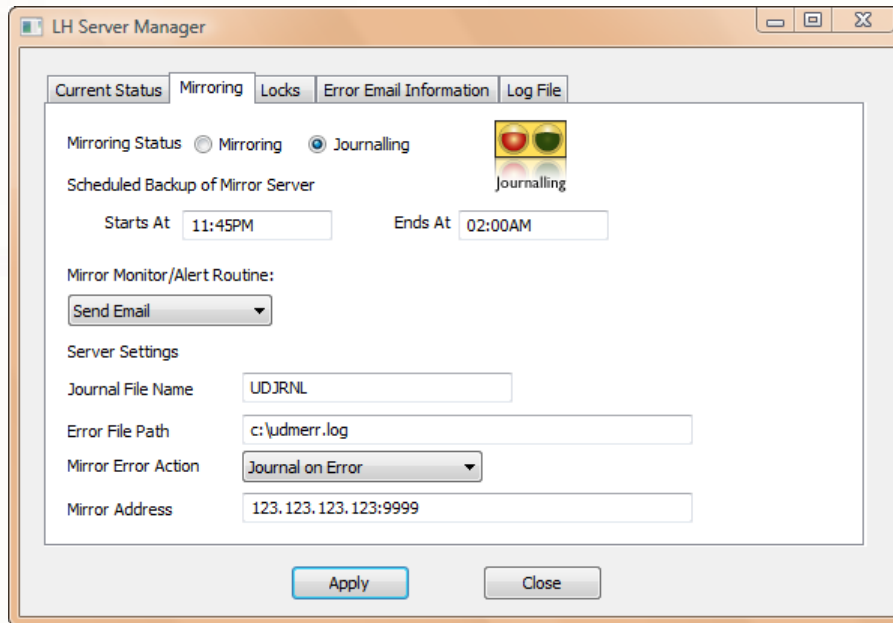 LH Server Manager
Current Status Mirroring Locks Error Email Information Log File
Mirroring Status Mirroring Journalling
Journalling
Scheduled Backup of Mirror Server
Starts At 11:45PM Ends At 02:00AM
Mirror Monitor/Alert Routine:
Send Email
Server Settings
Journal File Name UDJRNL
Error File Path c:\udmerr.log
Mirror Error Action Journal on Error
Mirror Address 123.123.123.123:9999
Apply Close